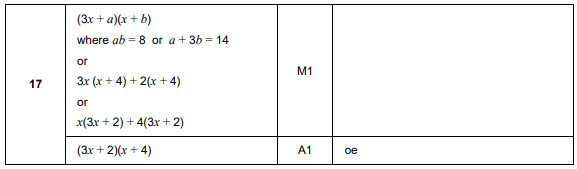 17
(3x + a)(x + b)
where ab = 8 or a + 3b = 14
or
3x (x + 4) + 2(x + 4)
or
x(3x + 2) + 4(3x + 2)
M1
(3x + 2)(x + 4)
A1
oe